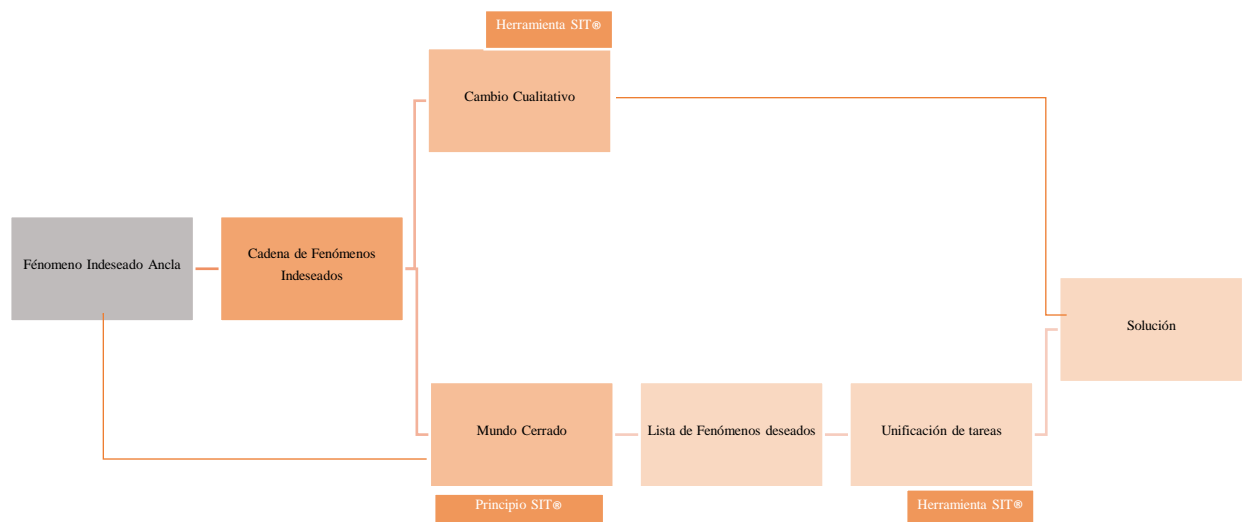 Herramienta SIT®
Cambio Cualitativo
Fénomeno Indeseado Ancla
Cadena de Fenómenos
Indeseados
Solución
Mundo Cerrado
Lista de Fenómenos deseados
Unificación de tareas
Principio SIT®
Herramienta SIT®